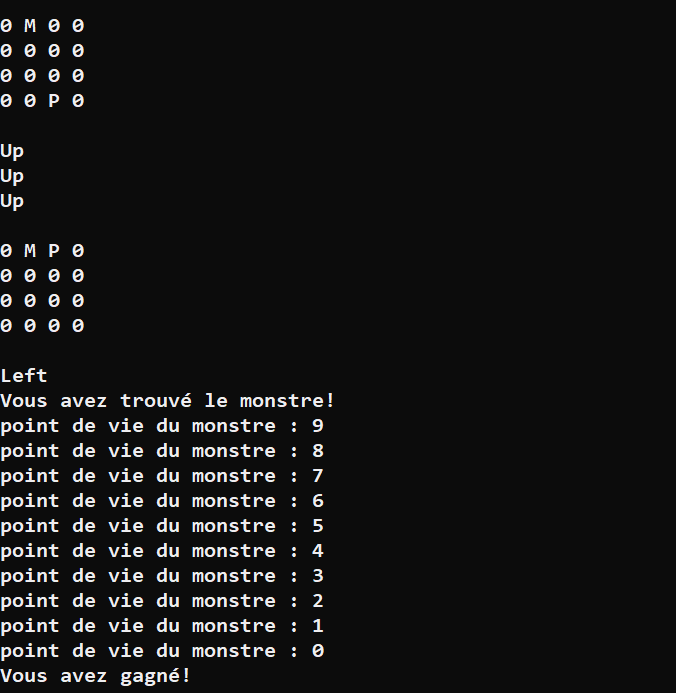 0 M 0 0
0 0 0 0
0 0 0 0
0 0 P 0
Up
Up
Up
0 M P 0
0 0 0 0
0 0 0 0
0 0 0 0
Left
Vous avez trouvé le monstre!
point de vie du monstre : 9
point de vie du monstre : 8
point de vie du monstre : 7
point de vie du monstre : 6
point de vie du monstre : 5
point de vie du monstre : 4
point de vie du monstre : 3
point de vie du monstre : 2
point de vie du monstre : 1
point de vie du monstre : 0
Vous avez gagné!